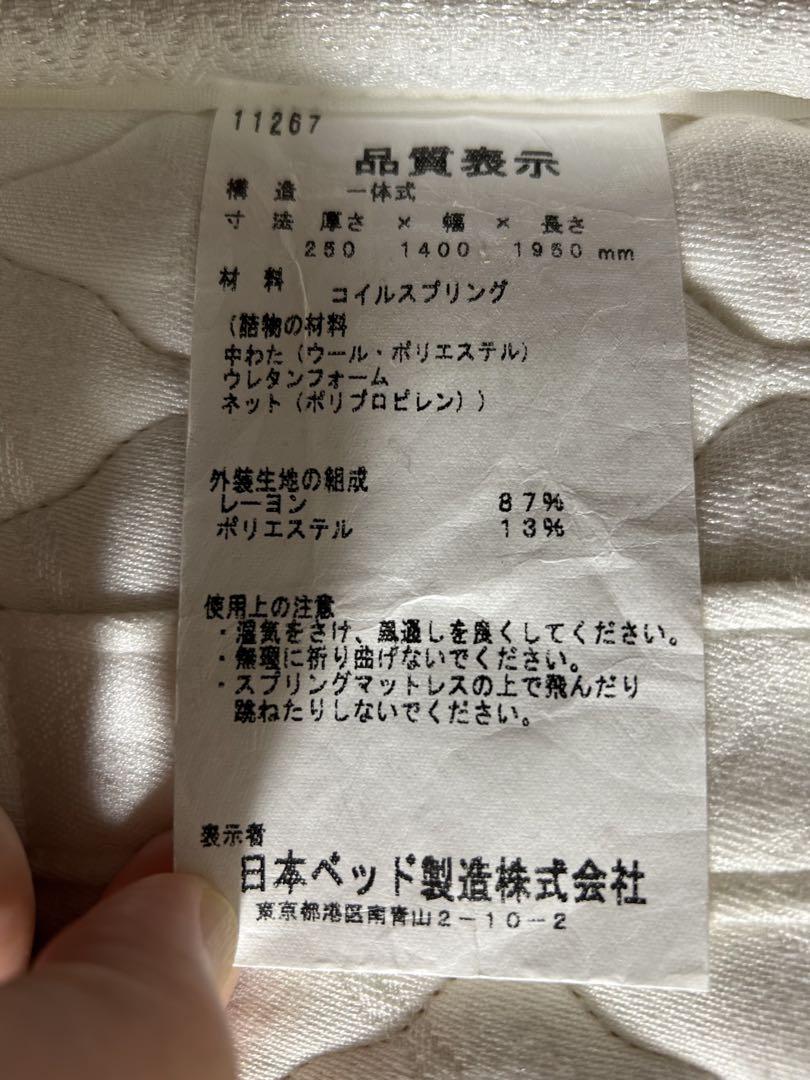 11267
品質表示
構造 一体式
寸法 厚さ × 幅 × 長さ
250 1400 1950 mm
材料 コイルスプリング
(詰物の材料
中わた(ウール・ポリエステル)
ウレタンフォーム
ネット(ポリプロピレン))
外装生地の組成
レーヨン 87%
ポリエステル 13%
使用上の注意
・湿気をさけ、風通しを良くしてください。
・無理に折り曲げないでください。
・スプリングマットレスの上で飛んだり
跳ねたりしないでください。
表示者
日本ベッド製造株式会社
東京都港区南青山2-10-2